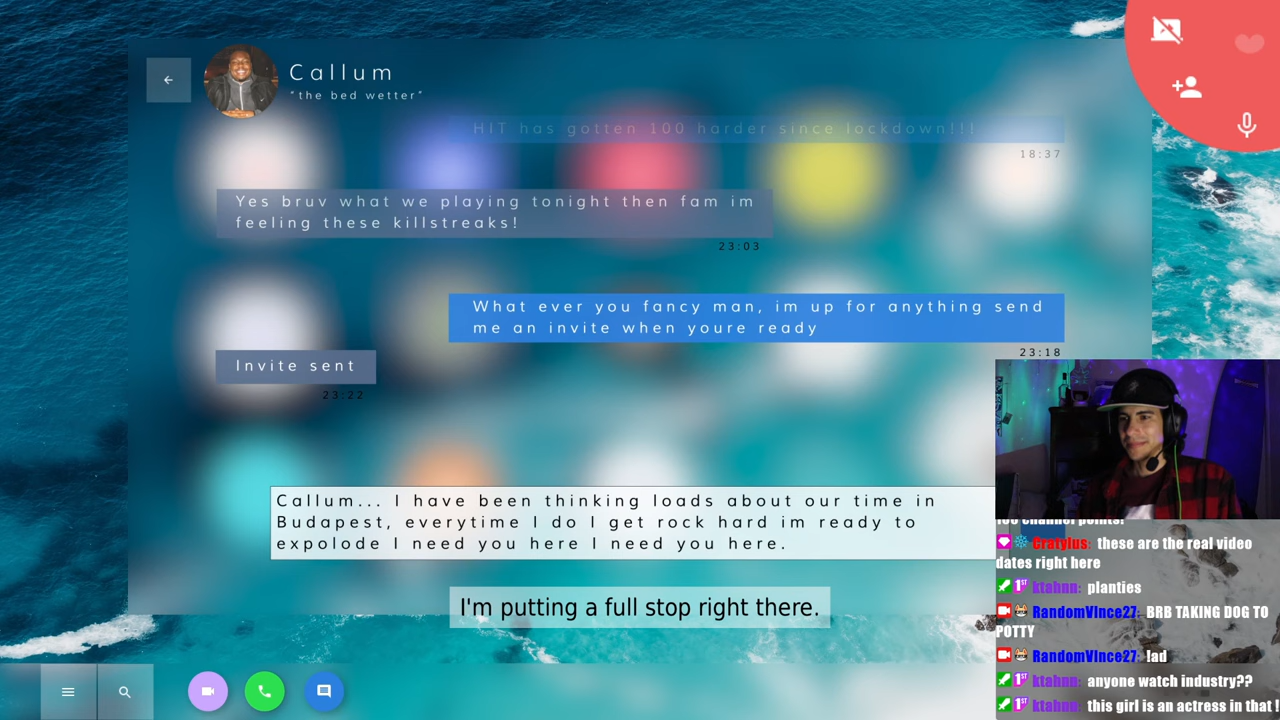 Callum
"the bed wetter"
HIT has gotten 100 harder since lockdown!!!
18:37
Yes bruv what we playing tonight then fam im
feeling these killstreaks!
23:03
What ever you fancy man, im up for anything send
me an invite when youre ready
23:18
Invite sent
23:22
Callum... I have been thinking loads about our time in
Budapest, everytime I do I get rock hard im ready to
explode I need you here I need you here.
I'm putting a full stop right there.
100 channel points!
Cratylus: these are the real video
dates right here
ktahnn: planties
RandomVInce27: BRB TAKING DOG TO
POTTY
RandomVInce27: !ad
ktahnn: anyone watch industry??
ktahnn: this girl is an actress in that !